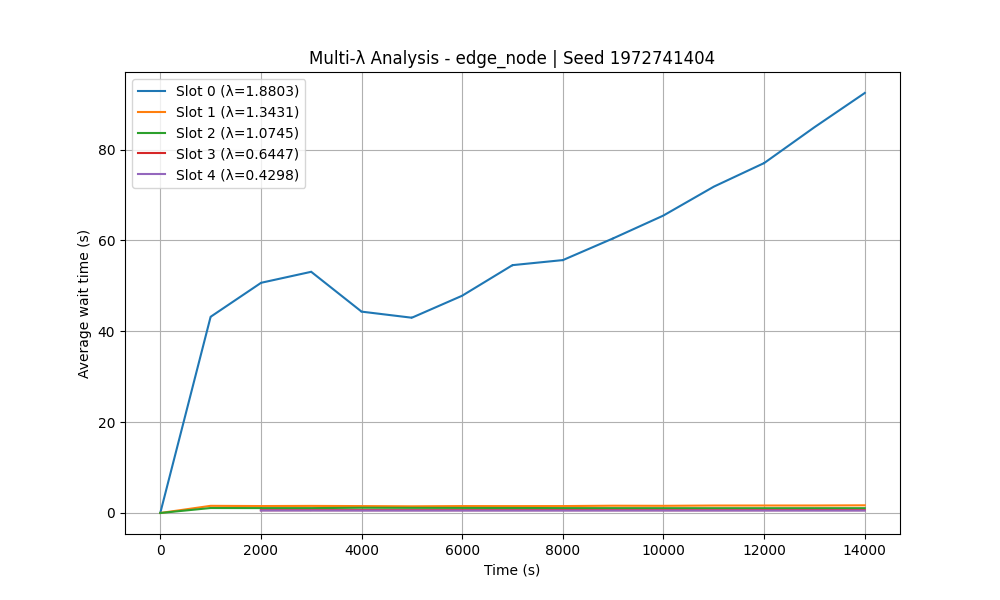 Multi-λ Analysis - edge_node | Seed 1972741404
Slot 0 (λ=1.8803)
Slot 1 (λ=1.3431)
Slot 2 (λ=1.0745)
Slot 3 (λ=0.6447)
Slot 4 (λ=0.4298)
Average wait time (s)
80
60
40
20
0
0 2000 4000 6000 8000 10000 12000 14000
Time (s)